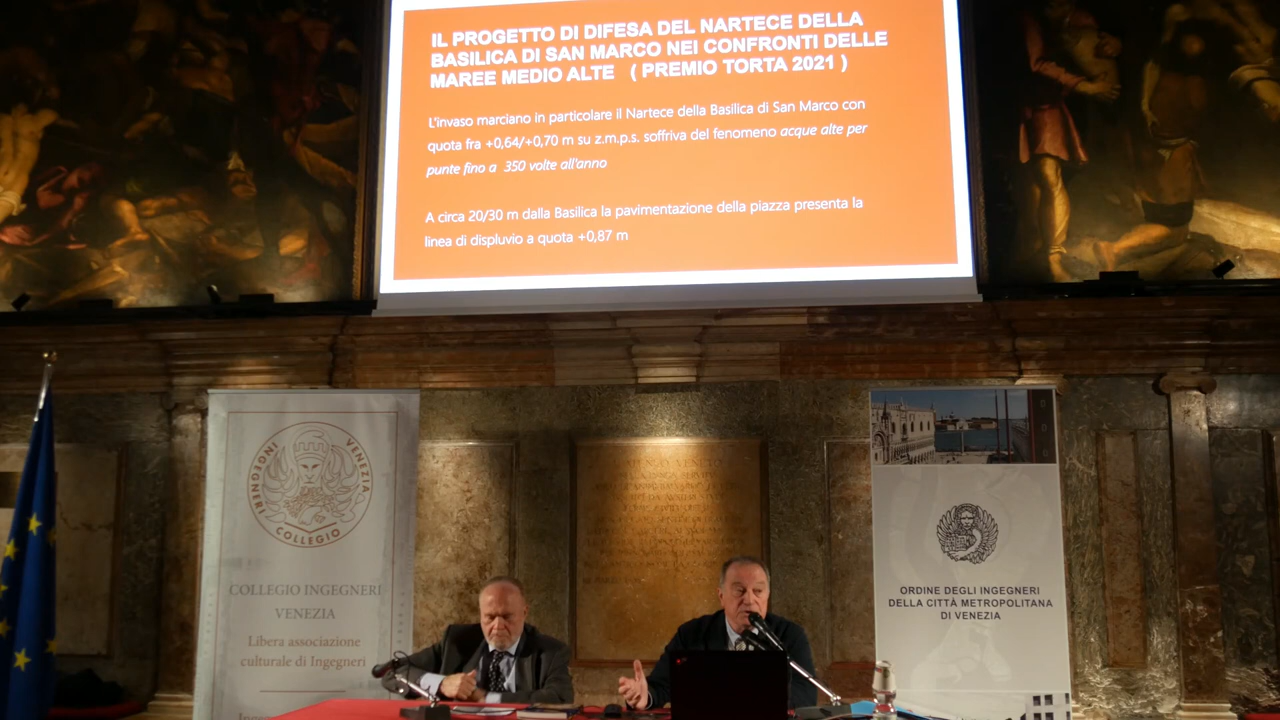 IL PROGETTO DI DIFESA DEL NARTECE DELLA
BASILICA DI SAN MARCO NEI CONFRONTI DELLE
MAREE MEDIO ALTE ( PREMIO TORTA 2021 )
L'invaso marciano in particolare il Nartece della Basilica di San Marco con
quota fra +0,64/+0,70 m su z.m.p.s. soffriva del fenomeno acque alte per
punte fino a 350 volte all'anno
A circa 20/30 m dalla Basilica la pavimentazione della piazza presenta la
linea di displuvio a quota +0,87 m
INGEGNERI VENEZIA
COLLEGIO
COLLEGIO INGEGNERI
VENEZIA
Libera associazione
culturale di Ingegneri
ORDINE DEGLI INGEGNERI
DELLA CITTÀ METROPOLITANA
DI VENEZIA